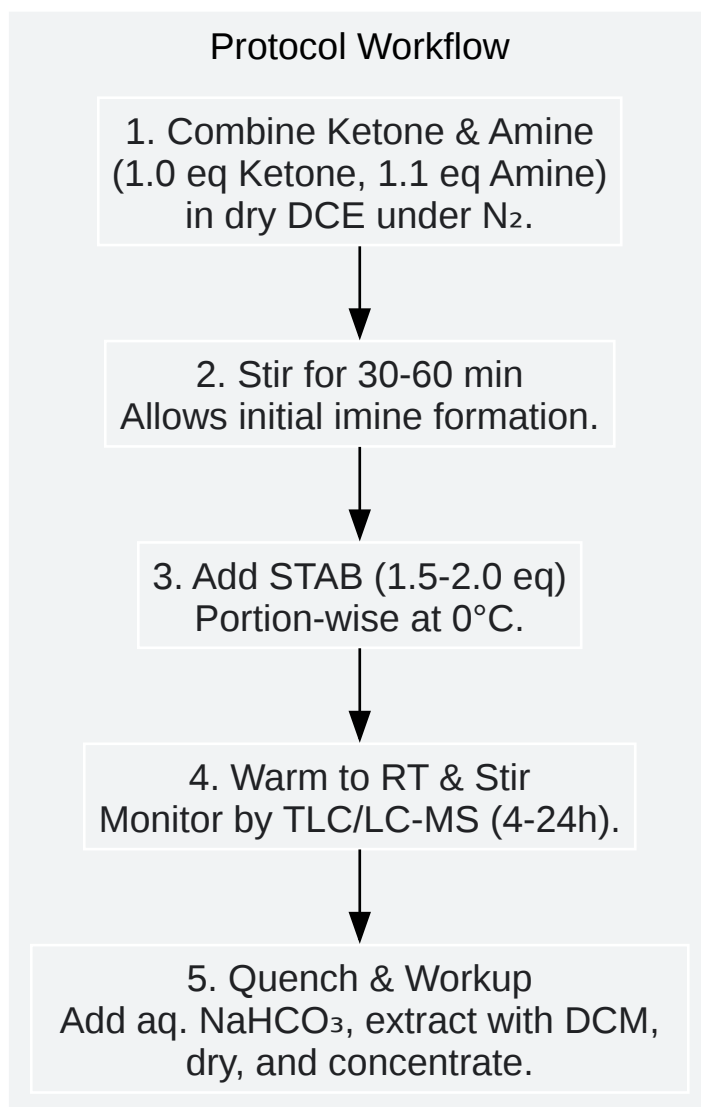 Protocol Workflow
1. Combine Ketone & Amine
(1.0 eq Ketone, 1.1 eq Amine)
in dry DCE under N₂.
2. Stir for 30-60 min
Allows initial imine formation.
3. Add STAB (1.5-2.0 eq)
Portion-wise at 0°C.
4. Warm to RT & Stir
Monitor by TLC/LC-MS (4-24h).
5. Quench & Workup
Add aq. NaHCO₃, extract with DCM,
dry, and concentrate.